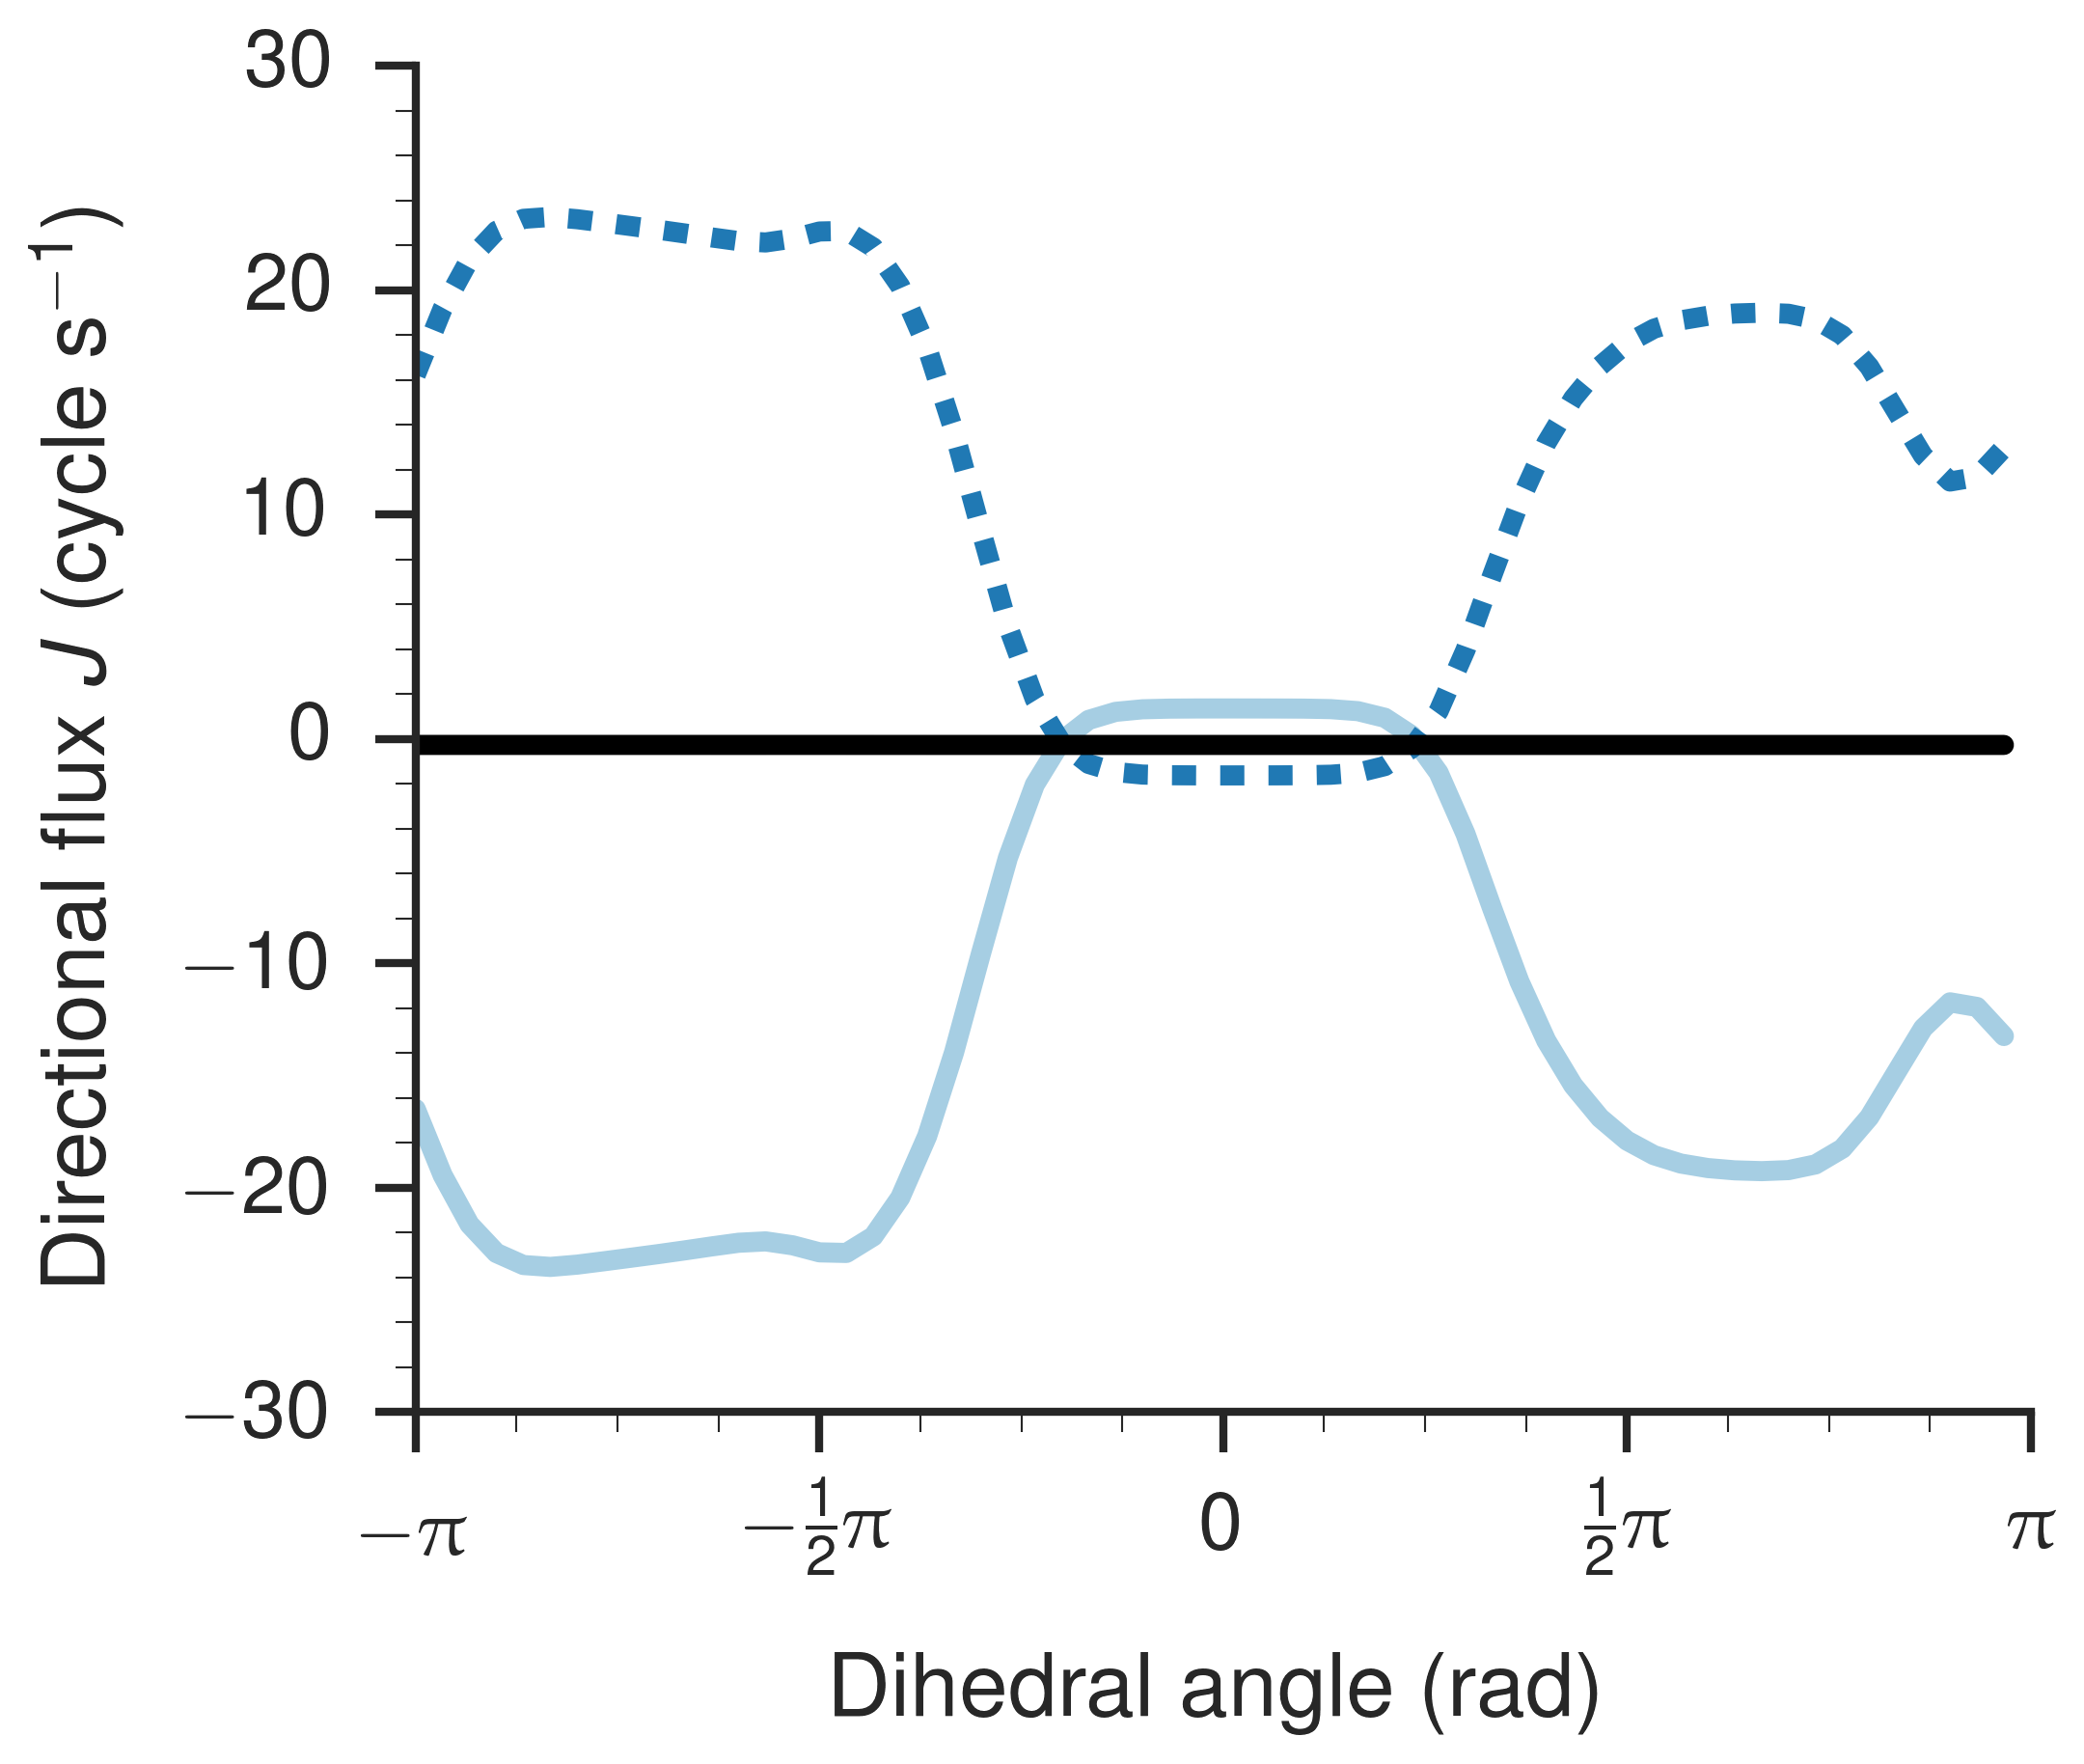 Directional flux J (cycle s⁻¹)
30
20
10
0
−10
−20
−30
−π
−½π
0
½π
π
Dihedral angle (rad)